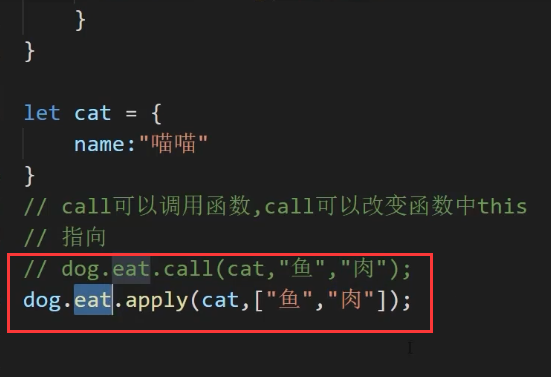 }
}
let cat = {
name:"喵喵"
}
// call可以调用函数,call可以改变函数中this
// 指向
// dog.eat.call(cat,"鱼","肉");
dog.eat.apply(cat,["鱼","肉"]);